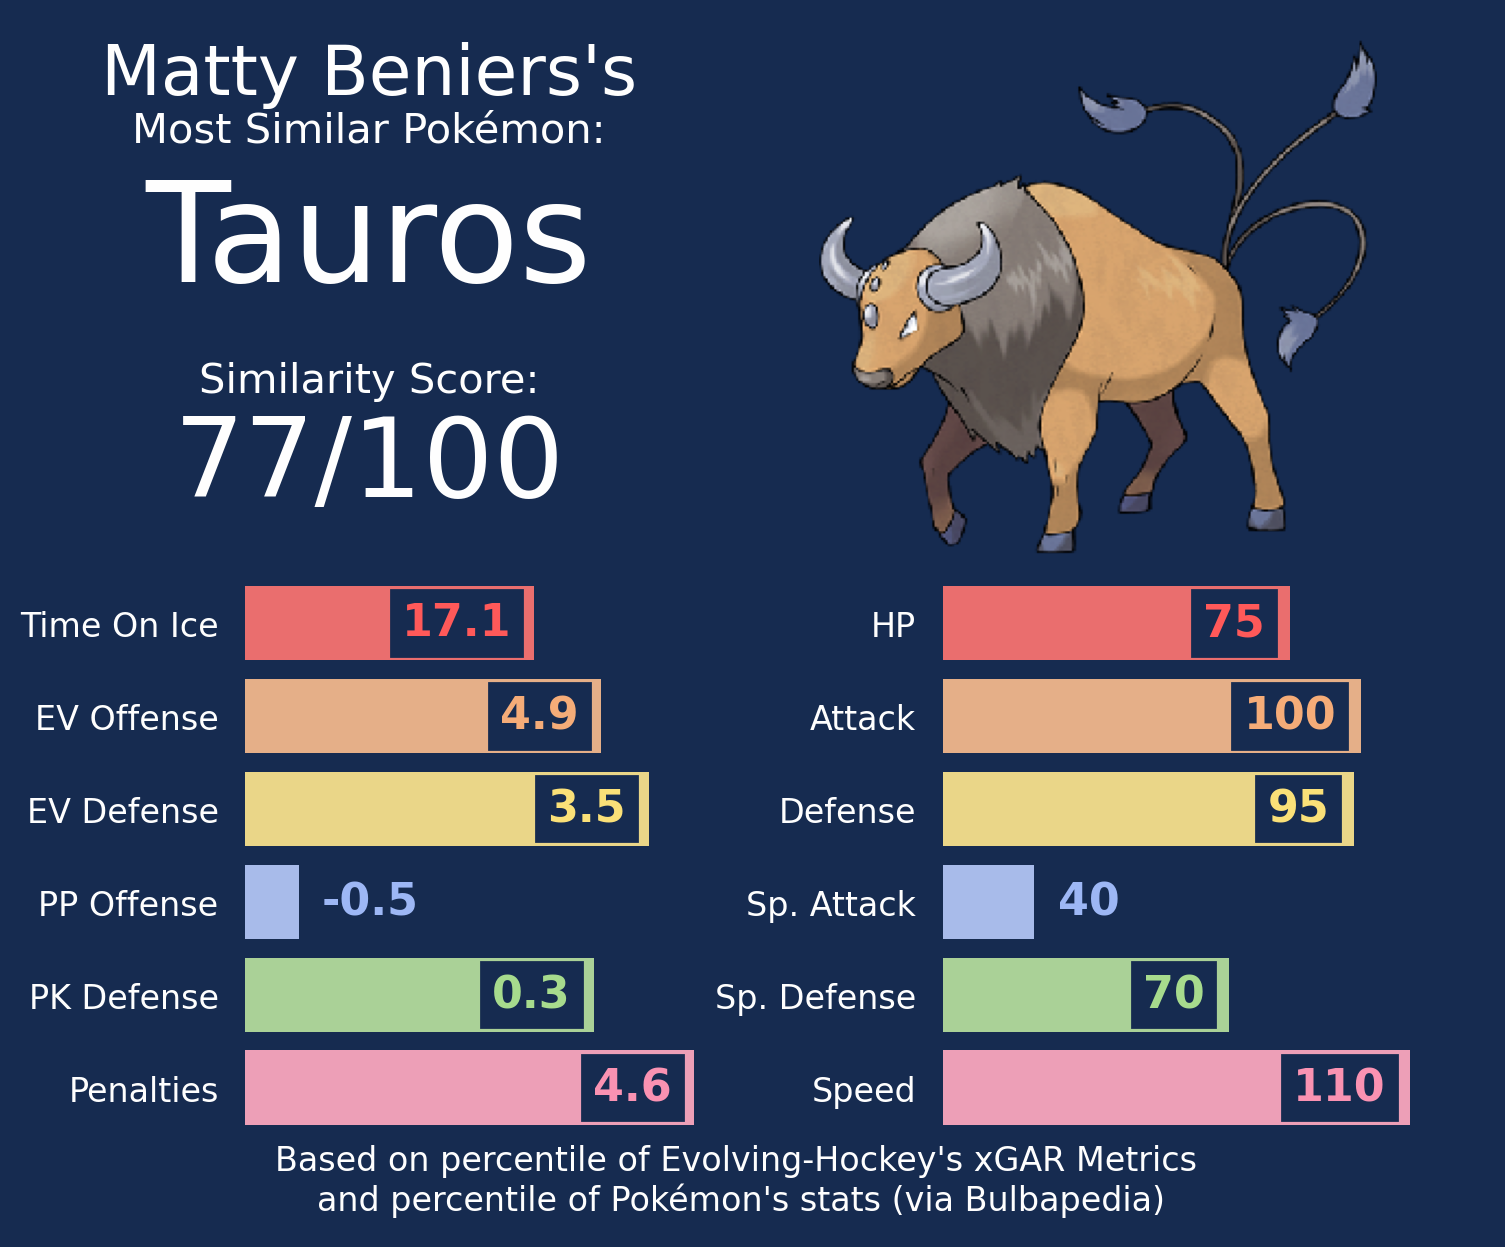 Matty Beniers's
Most Similar Pokémon:
Tauros
Similarity Score:
77/100
Time On Ice 17.1
EV Offense 4.9
EV Defense 3.5
PP Offense -0.5
PK Defense 0.3
Penalties 4.6
HP 75
Attack 100
Defense 95
Sp. Attack 40
Sp. Defense 70
Speed 110
Based on percentile of Evolving-Hockey's xGAR Metrics
and percentile of Pokémon's stats (via Bulbapedia)